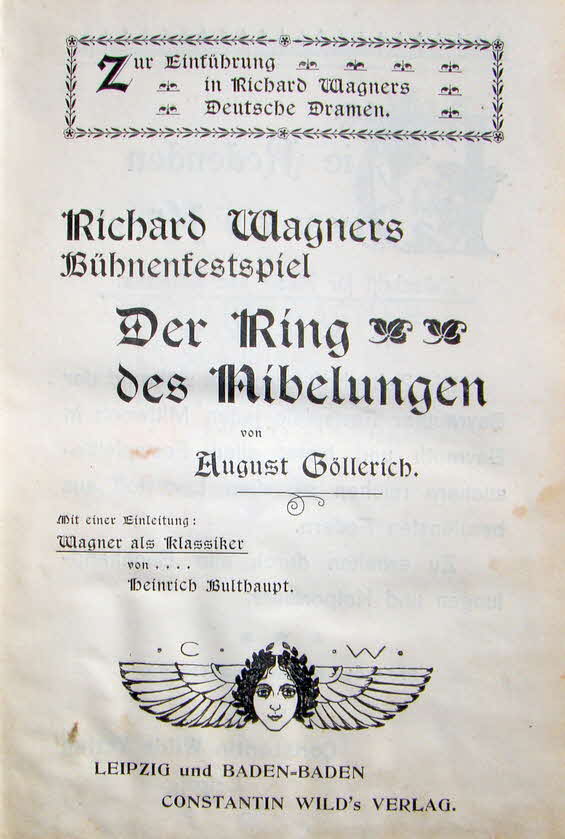 Zur Einführung
in Richard Wagners
Deutsche Dramen.
Richard Wagners
Bühnenfestspiel
Der Ring
des Nibelungen
von
August Göllerich.
Mit einer Einleitung:
Wagner als Klassiker
von . . . .
Heinrich Bulthaupt.
· C · · W ·
LEIPZIG und BADEN=BADEN
CONSTANTIN WILD's VERLAG.